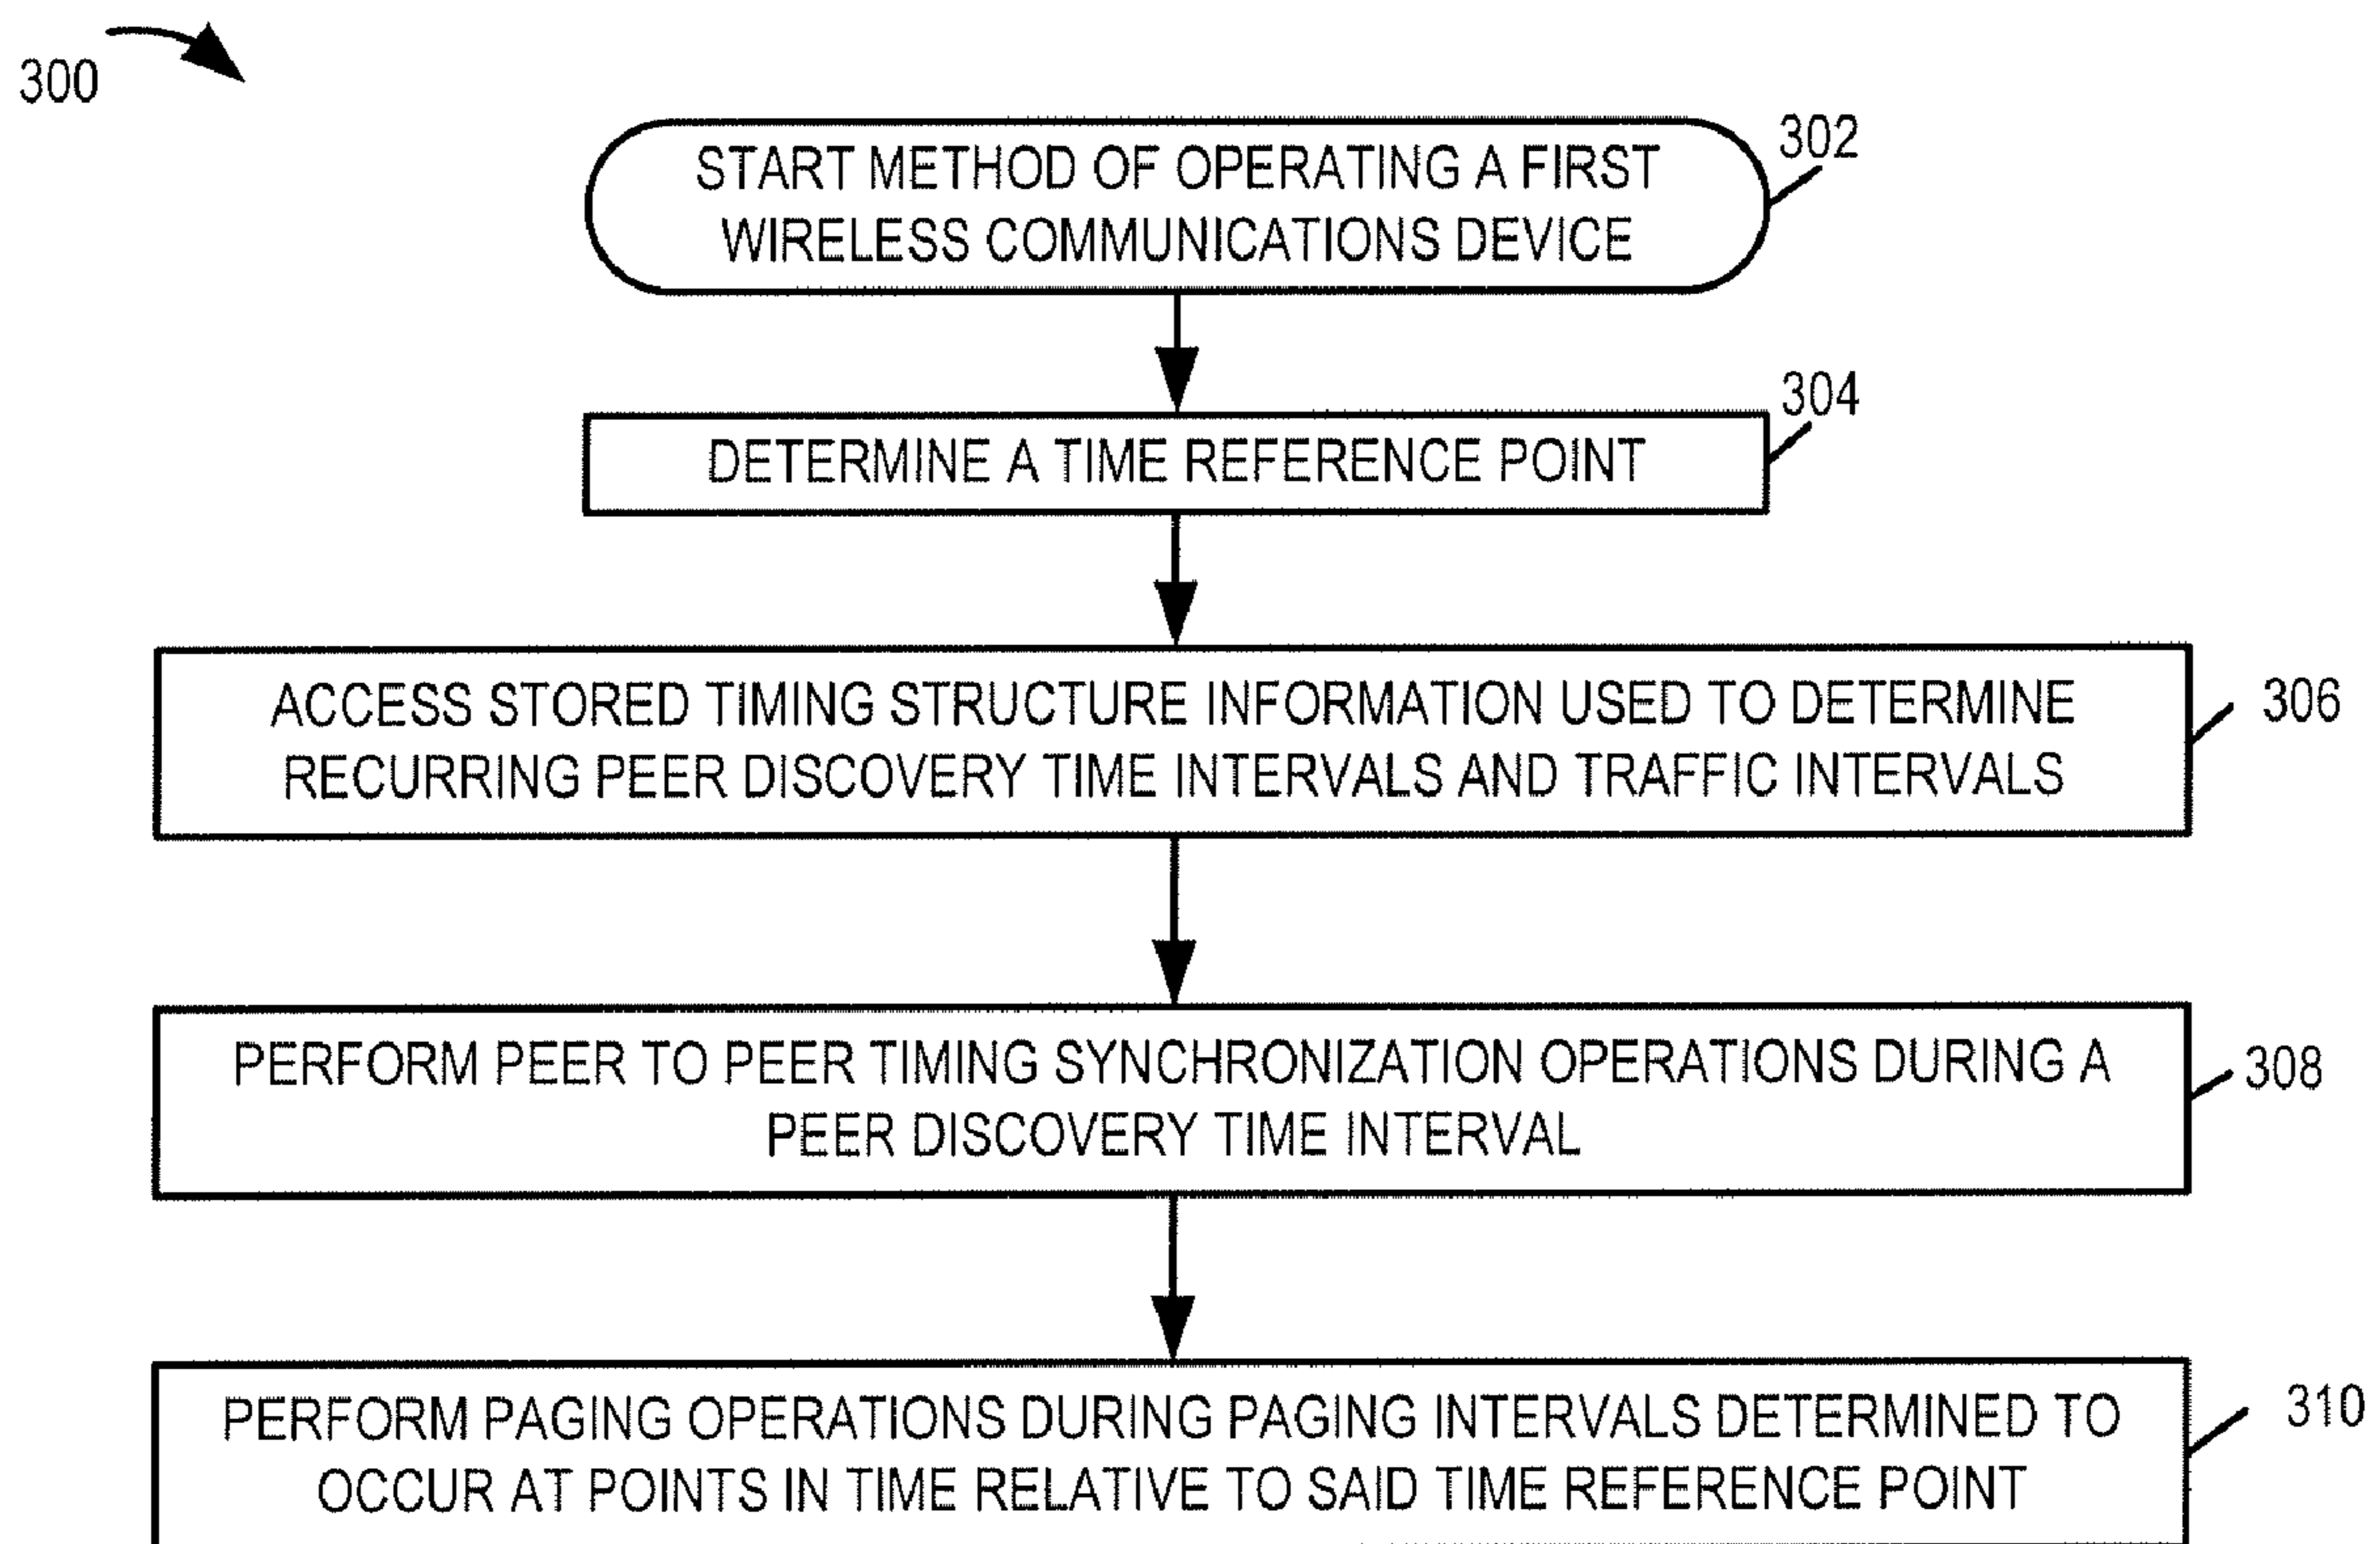 300
302
START METHOD OF OPERATING A FIRST
WIRELESS COMMUNICATIONS DEVICE
304
DETERMINE A TIME REFERENCE POINT
306
ACCESS STORED TIMING STRUCTURE INFORMATION USED TO DETERMINE
RECURRING PEER DISCOVERY TIME INTERVALS AND TRAFFIC INTERVALS
308
PERFORM PEER TO PEER TIMING SYNCHRONIZATION OPERATIONS DURING A
PEER DISCOVERY TIME INTERVAL
310
PERFORM PAGING OPERATIONS DURING PAGING INTERVALS DETERMINED TO
OCCUR AT POINTS IN TIME RELATIVE TO SAID TIME REFERENCE POINT